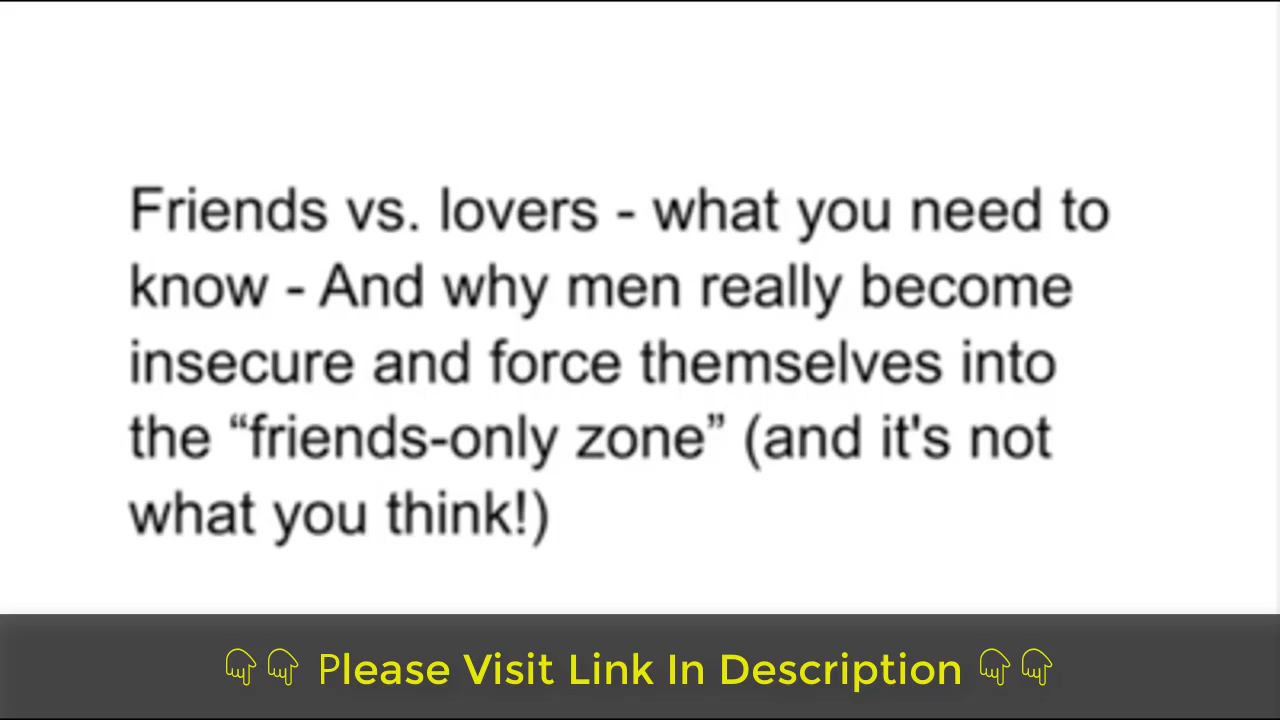 Friends vs. lovers - what you need to
know - And why men really become
insecure and force themselves into
the “friends-only zone” (and it's not
what you think!)
Please Visit Link In Description